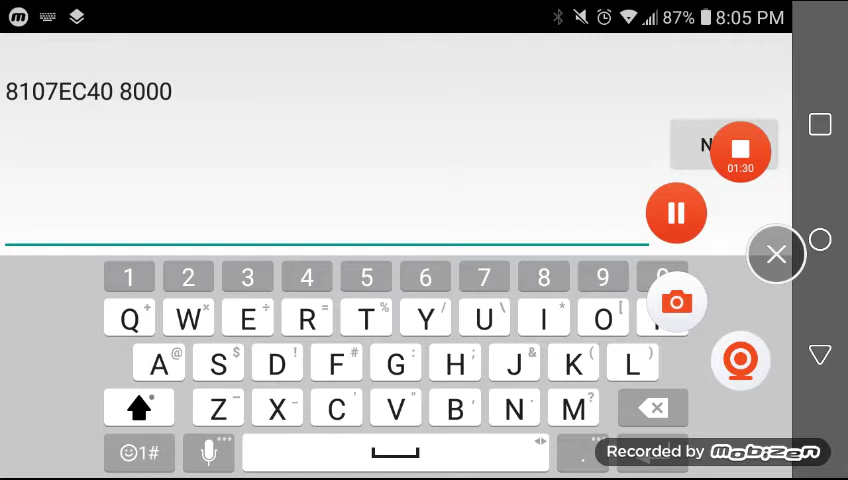 87% 8:05 PM
8107EC40 8000
N
01:30
1 2 3 4 5 6 7 8 9
Q + W × E ÷ R = T % Y / U _ I * O [
A @ S $ D ! F # G : H ; J & K ( L )
Z - X _ C ' V " B , N . M ?
☺1# ... .
Recorded by mobizen